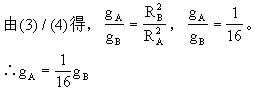 由(3) / (4)得，g_A/g_B = R_B^2/R_A^2，g_A/g_B = 1/16。
∴g_A = 1/16 g_B